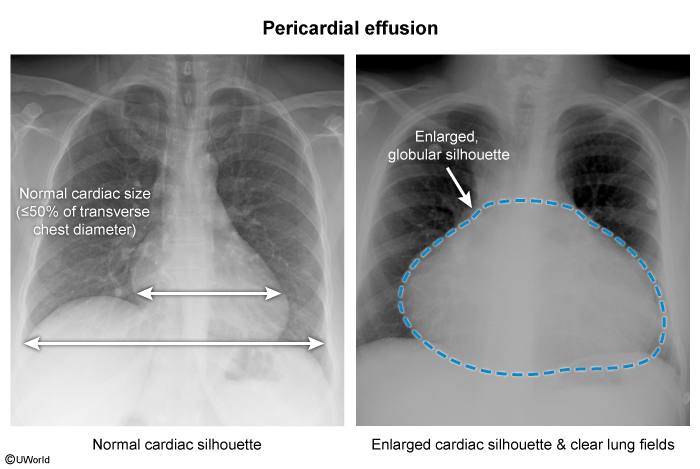 Pericardial effusion
Normal cardiac size
(≤50% of transverse
chest diameter)
Enlarged,
globular silhouette
Normal cardiac silhouette
Enlarged cardiac silhouette & clear lung fields
©UWorld